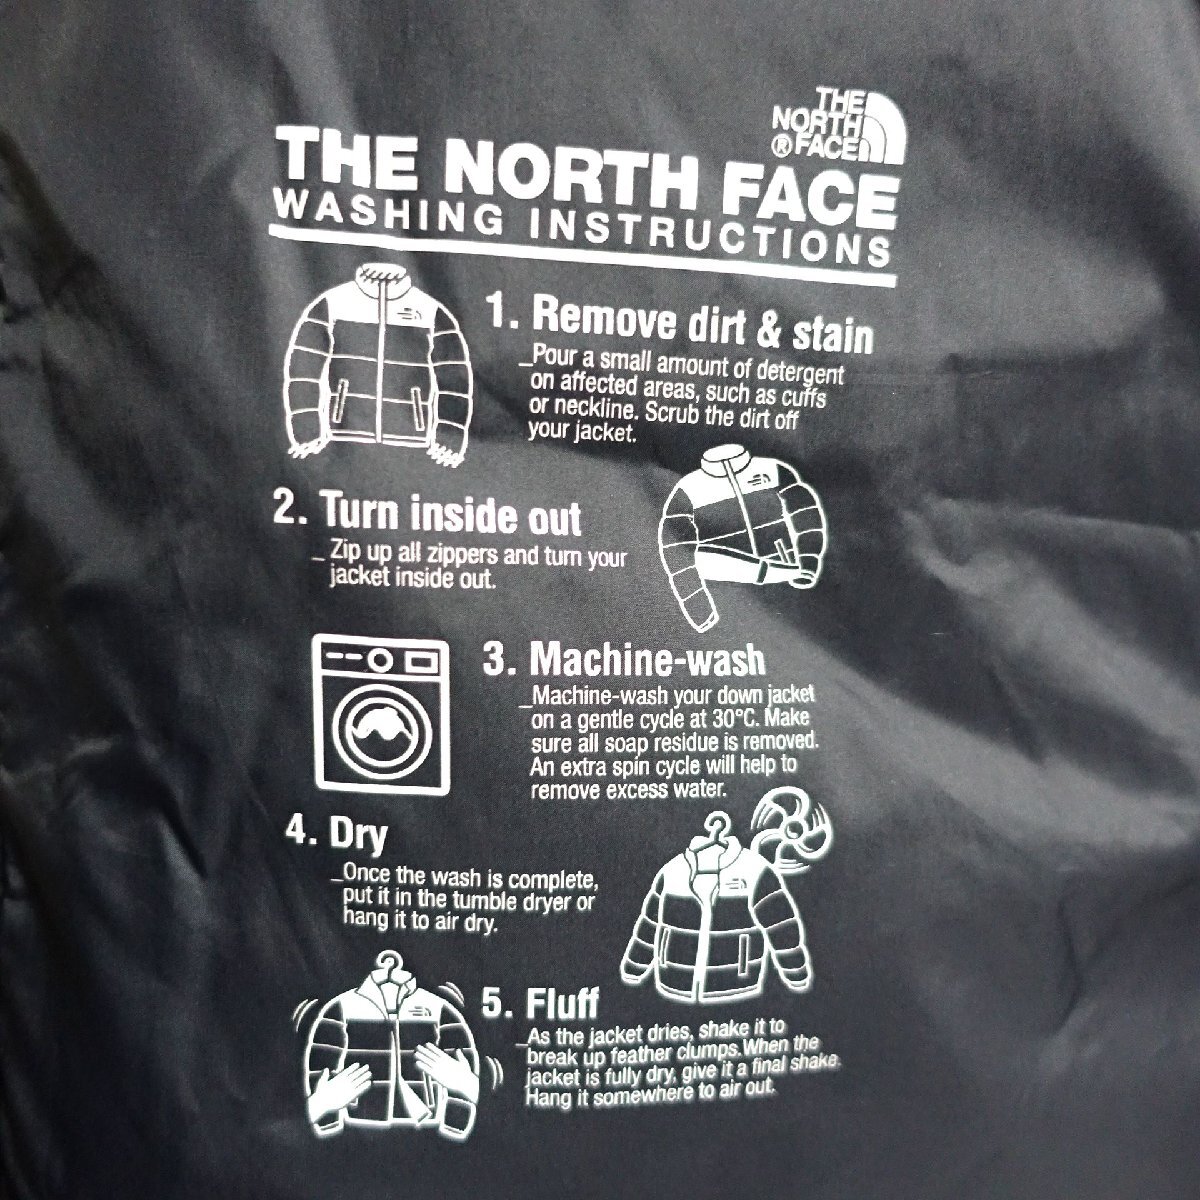 THE
NORTH
®FACE
THE NORTH FACE
WASHING INSTRUCTIONS
1. Remove dirt & stain
_Pour a small amount of detergent
on affected areas, such as cuffs
or neckline. Scrub the dirt off
your jacket.
2. Turn inside out
_ Zip up all zippers and turn your
jacket inside out.
3. Machine-wash
_Machine-wash your down jacket
on a gentle cycle at 30°C. Make
sure all soap residue is removed.
An extra spin cycle will help to
remove excess water.
4. Dry
_Once the wash is complete,
put it in the tumble dryer or
hang it to air dry.
5. Fluff
_As the jacket dries, shake it to
break up feather clumps.When the
jacket is fully dry, give it a final shake.
Hang it somewhere to air out.